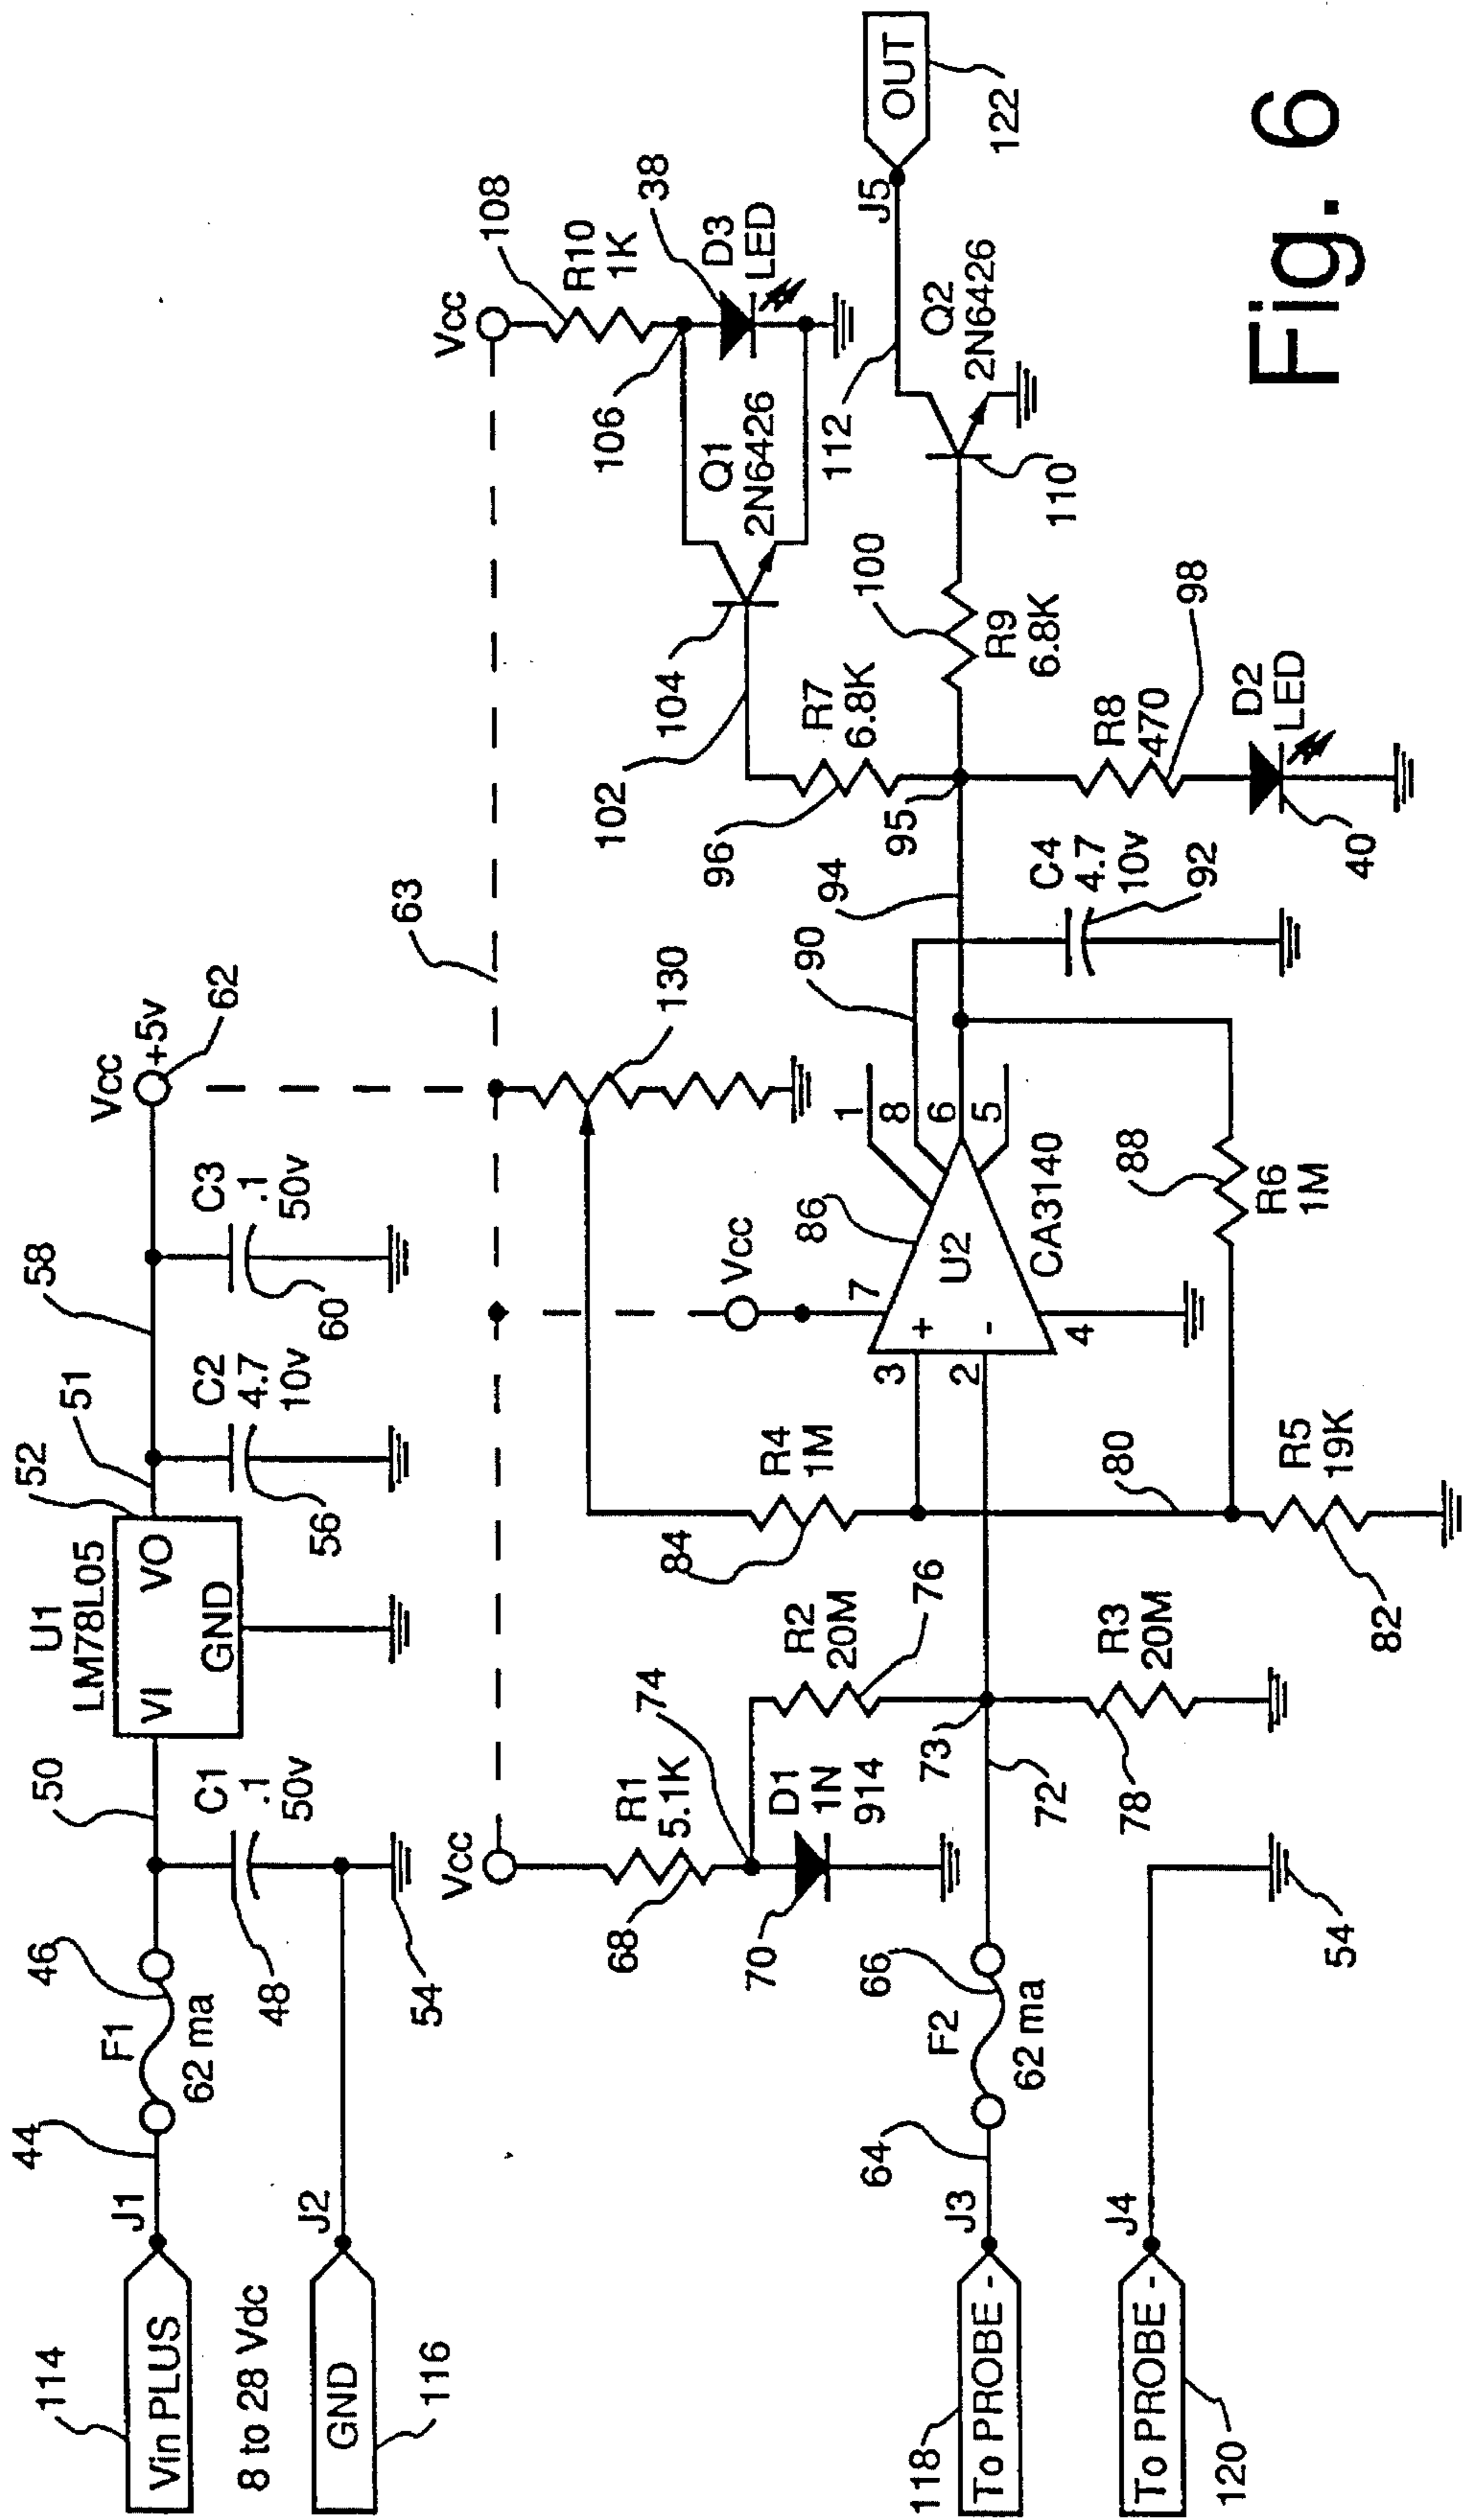 114
Vin PLUS
J1
44
F1
46
62 ma
8 to 28 Vdc
GND
116
J2
48
54
C1
.1
50v
50
U1
LM78L05
VI
VO
GND
52
51
56
C2
4.7
10v
58
60
C3
.1
50v
Vcc
+5v
62
63
Vcc
R1
5.1K
68
74
D1
1N
914
70
R2
20M
76
73
72
R3
20M
78
118
To PROBE -
J3
64
F2
66
62 ma
To PROBE -
120
J4
54
84
R4
1M
80
R5
19K
82
3
2
+
-
7
4
U2
86
CA3140
Vcc
1
8
6
5
88
R6
1M
130
90
94
C4
4.7
10v
92
95
96
R7
6.8K
102
104
Q1
2N6426
106
Vcc
108
R10
1K
38
D3
LED
100
R9
6.8K
R8
470
98
D2
LED
40
110
112
Q2
2N6426
J5
OUT
122
Fig. 6